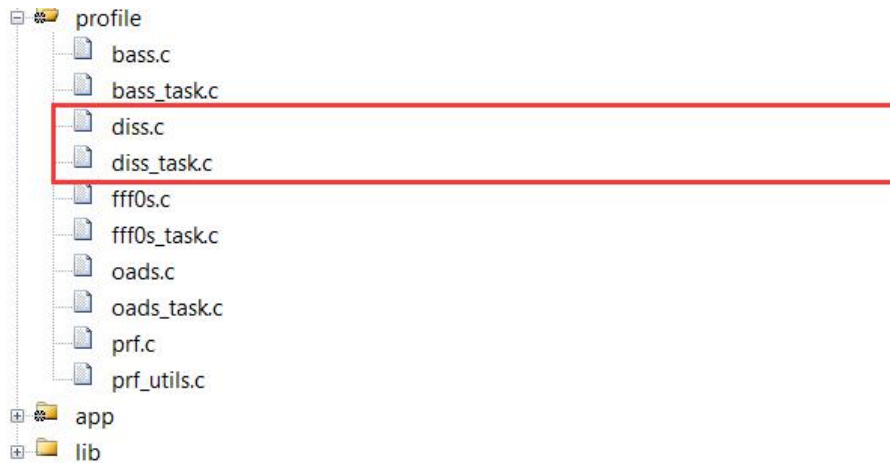 profile
bass.c
bass_task.c
diss.c
diss_task.c
fff0s.c
fff0s_task.c
oads.c
oads_task.c
prf.c
prf_utils.c
app
lib